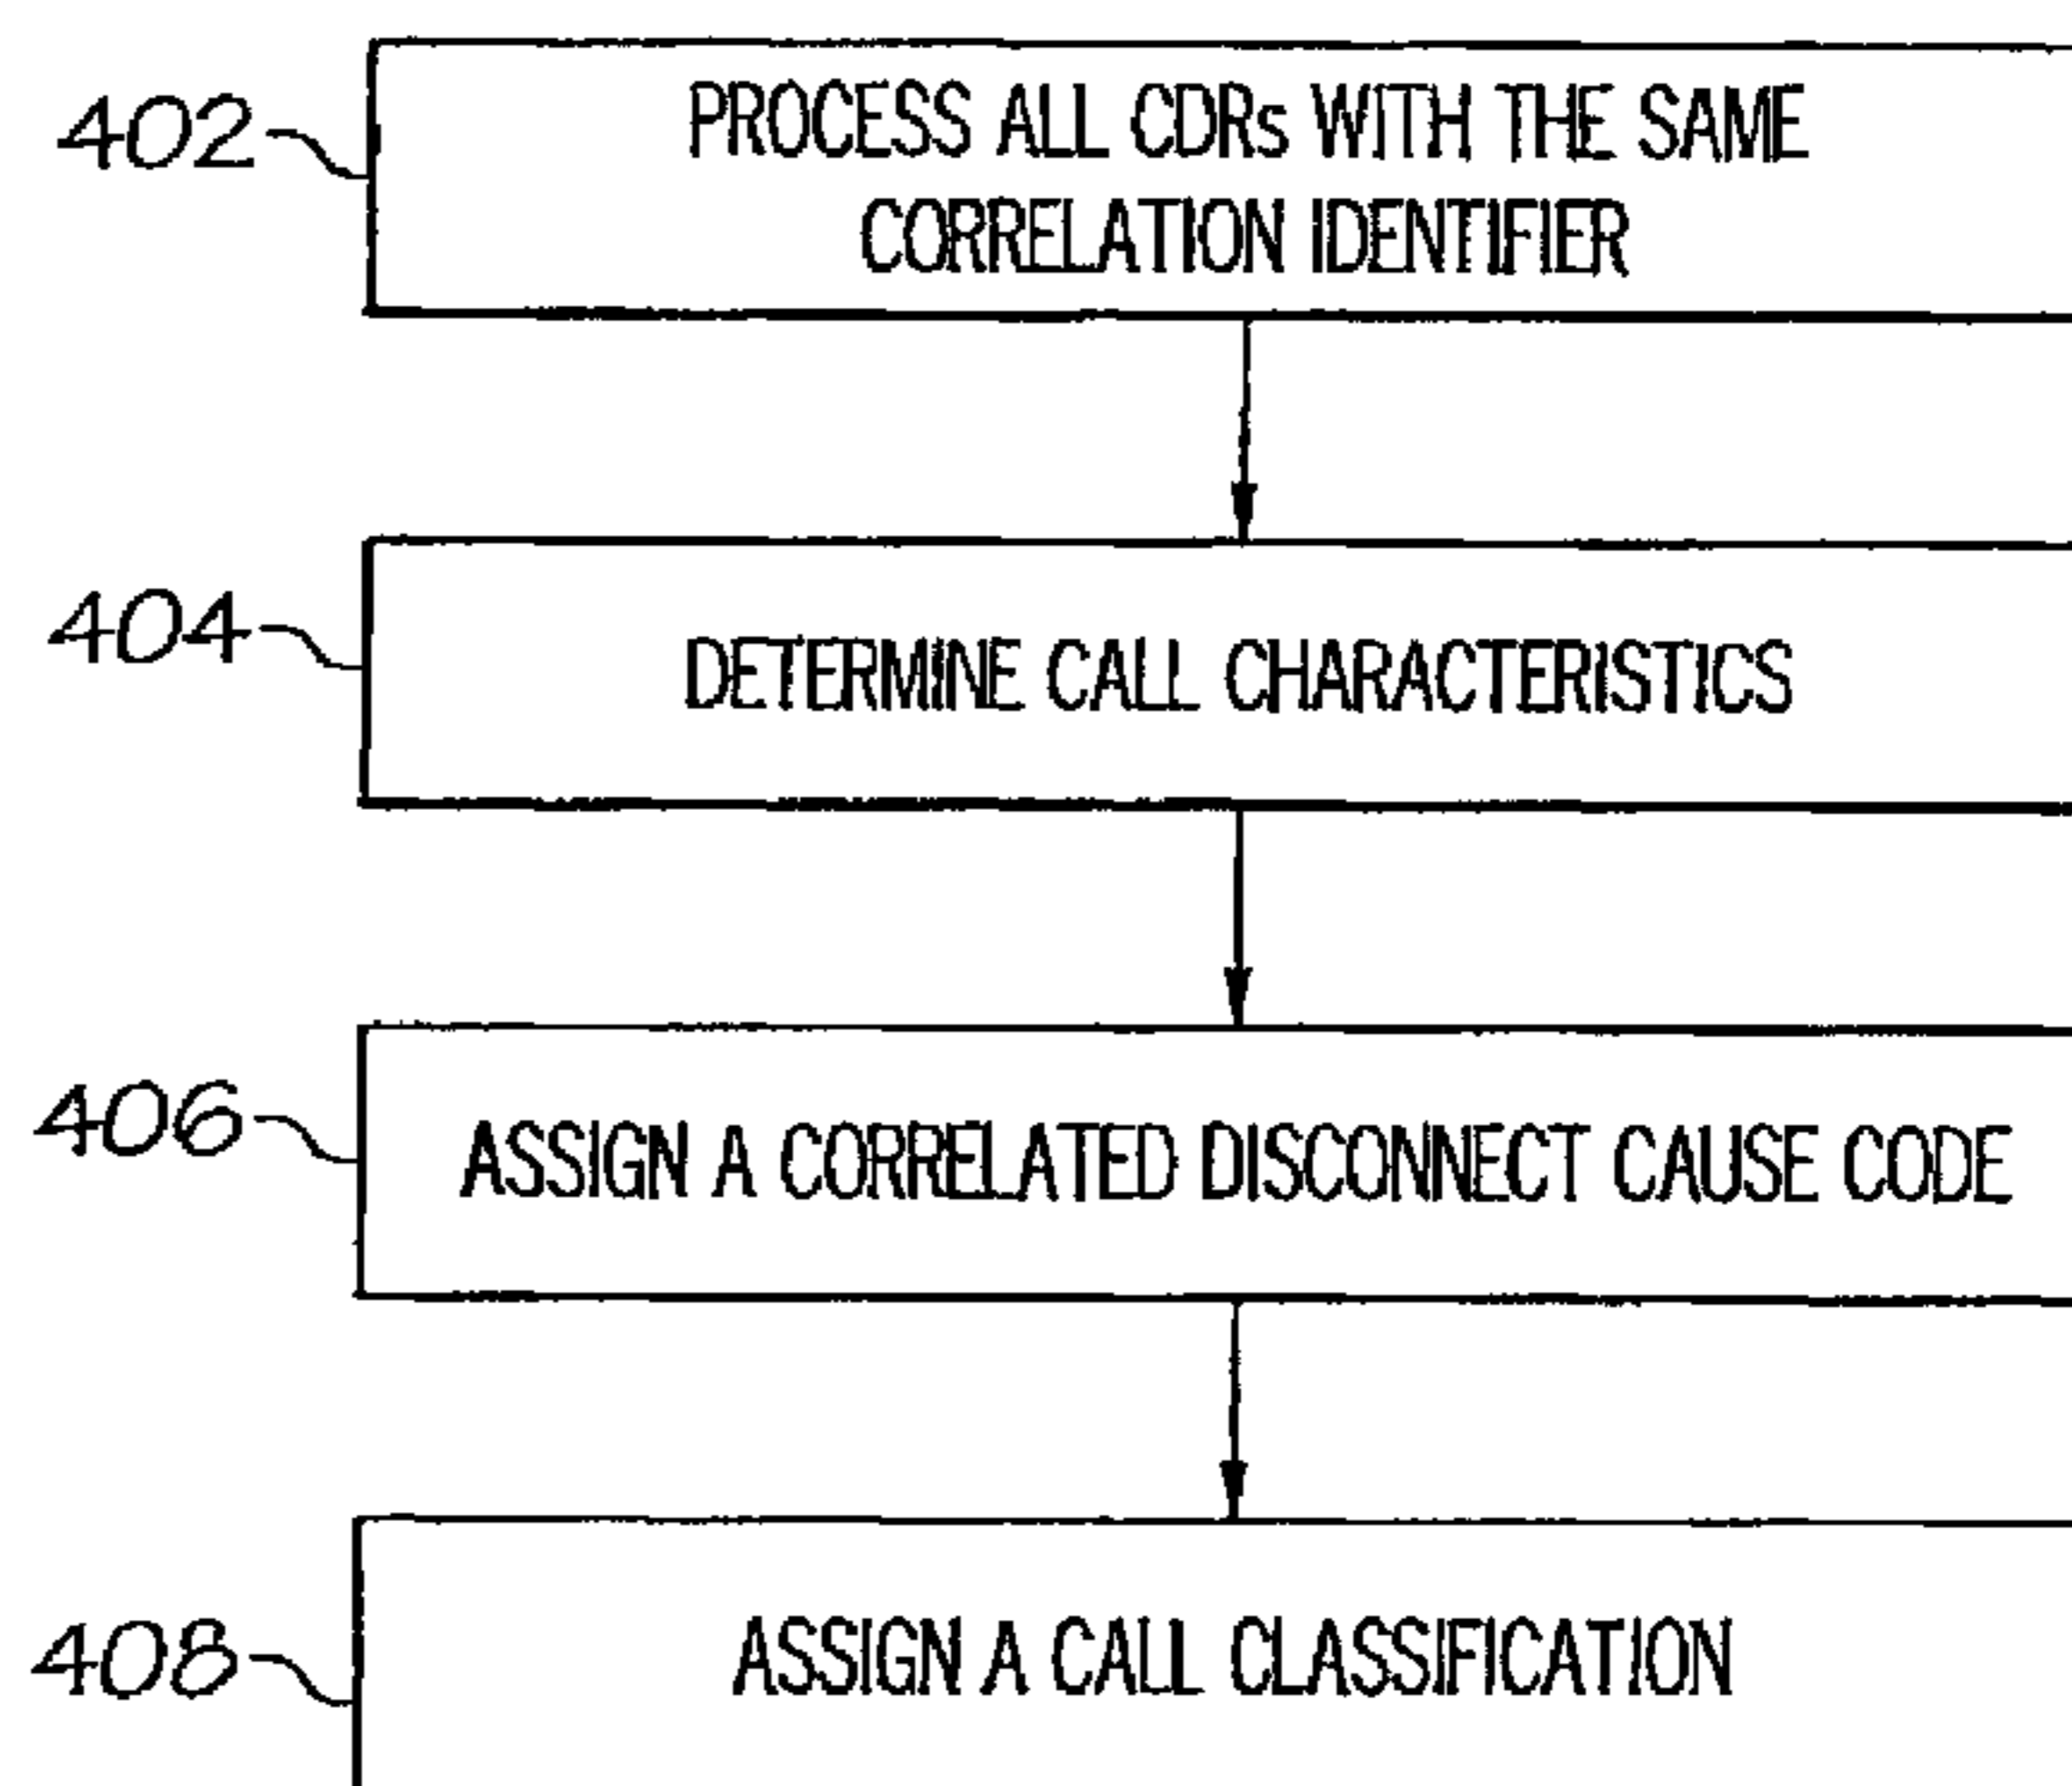 402
PROCESS ALL CDRs WITH THE SAME
CORRELATION IDENTIFIER
404
DETERMINE CALL CHARACTERISTICS
406
ASSIGN A CORRELATED DISCONNECT CAUSE CODE
408
ASSIGN A CALL CLASSIFICATION